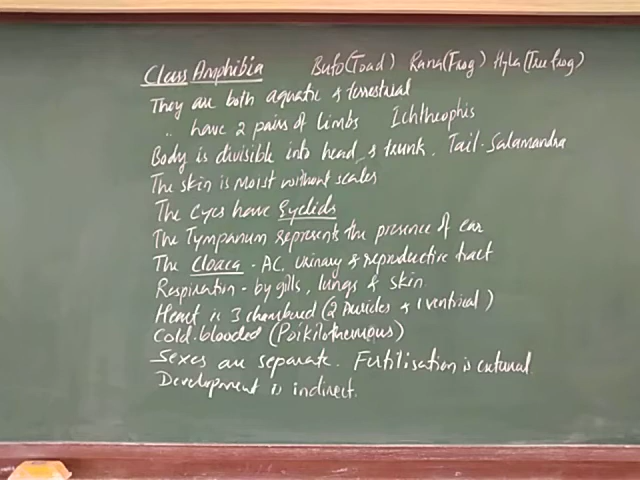 Class Amphibia Bufo (Toad) Rana (Frog) Hyla (Tree frog)
They are both aquatic & terrestrial
" have 2 pairs of limbs Ichtheophis
Body is divisible into head & trunk. Tail - Salamandra
The skin is moist without scales
The eyes have Eyelids
The Tympanum represents the presence of ear
The Cloaca - AC, urinary & reproductive tract
Respiration - by gills, lungs & skin
Heart is 3 chambered (2 Auricles & 1 ventrical)
Cold-blooded (Poikilothermous)
Sexes are separate. Fertilisation is external.
Development is indirect.